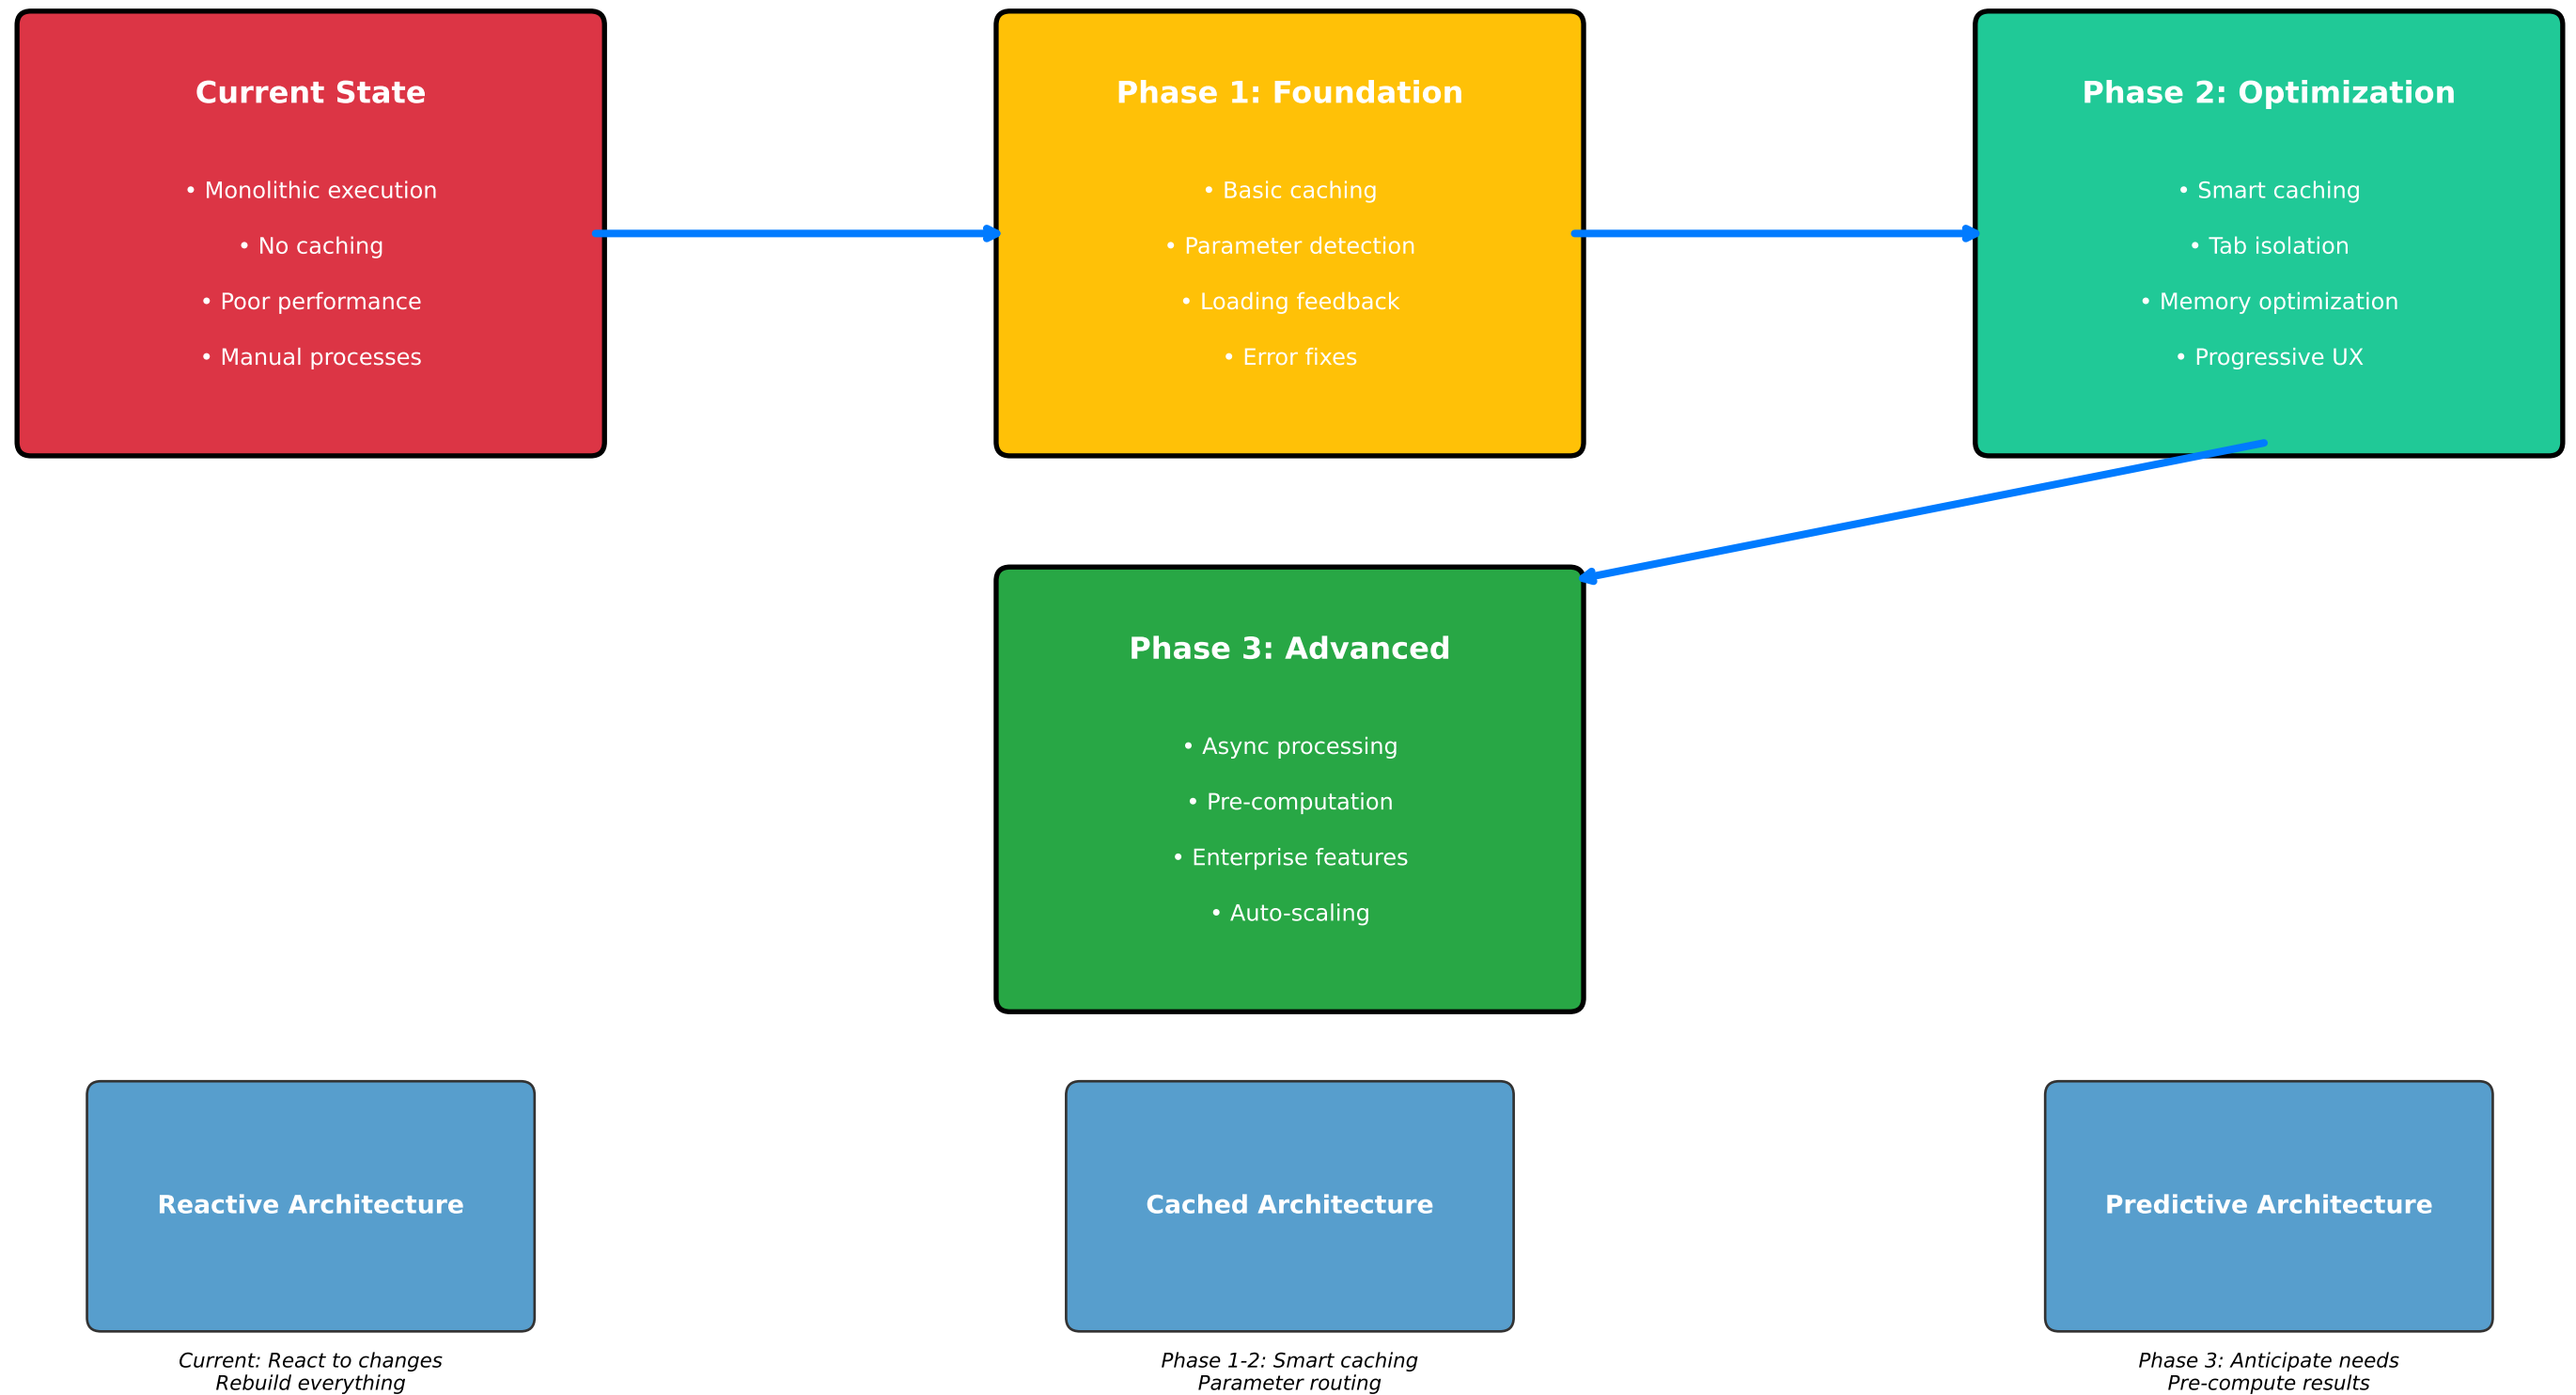 Current State
• Monolithic execution
• No caching
• Poor performance
• Manual processes
Phase 1: Foundation
• Basic caching
• Parameter detection
• Loading feedback
• Error fixes
Phase 2: Optimization
• Smart caching
• Tab isolation
• Memory optimization
• Progressive UX
Phase 3: Advanced
• Async processing
• Pre-computation
• Enterprise features
• Auto-scaling
Reactive Architecture
Current: React to changes
Rebuild everything
Cached Architecture
Phase 1-2: Smart caching
Parameter routing
Predictive Architecture
Phase 3: Anticipate needs
Pre-compute results